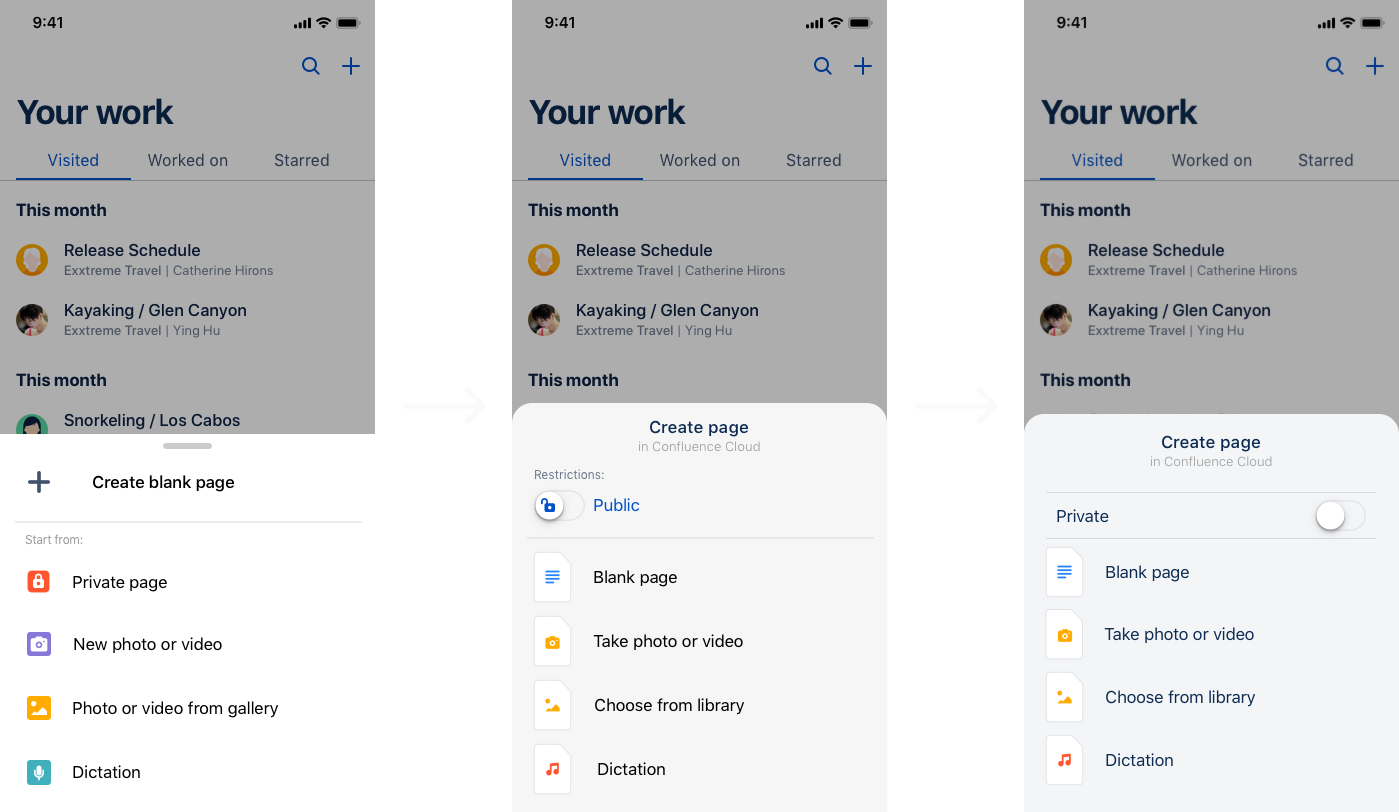 9:41
Your work
Visited Worked on Starred
This month
Release Schedule
Exxtreme Travel | Catherine Hirons
Kayaking / Glen Canyon
Exxtreme Travel | Ying Hu
This month
Snorkeling / Los Cabos
Create blank page
Start from:
Private page
New photo or video
Photo or video from gallery
Dictation
9:41
Your work
Visited Worked on Starred
This month
Release Schedule
Exxtreme Travel | Catherine Hirons
Kayaking / Glen Canyon
Exxtreme Travel | Ying Hu
This month
Create page
in Confluence Cloud
Restrictions:
Public
Blank page
Take photo or video
Choose from library
Dictation
9:41
Your work
Visited Worked on Starred
This month
Release Schedule
Exxtreme Travel | Catherine Hirons
Kayaking / Glen Canyon
Exxtreme Travel | Ying Hu
This month
Create page
in Confluence Cloud
Private
Blank page
Take photo or video
Choose from library
Dictation